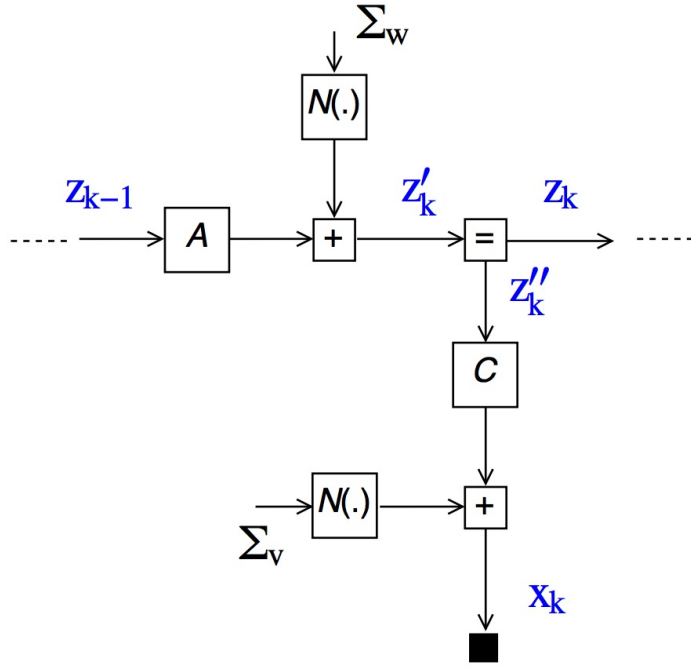 Σw
N(.)
zk−1 z′k zk
A + =
z′′k
C
N(.) +
Σv
xk